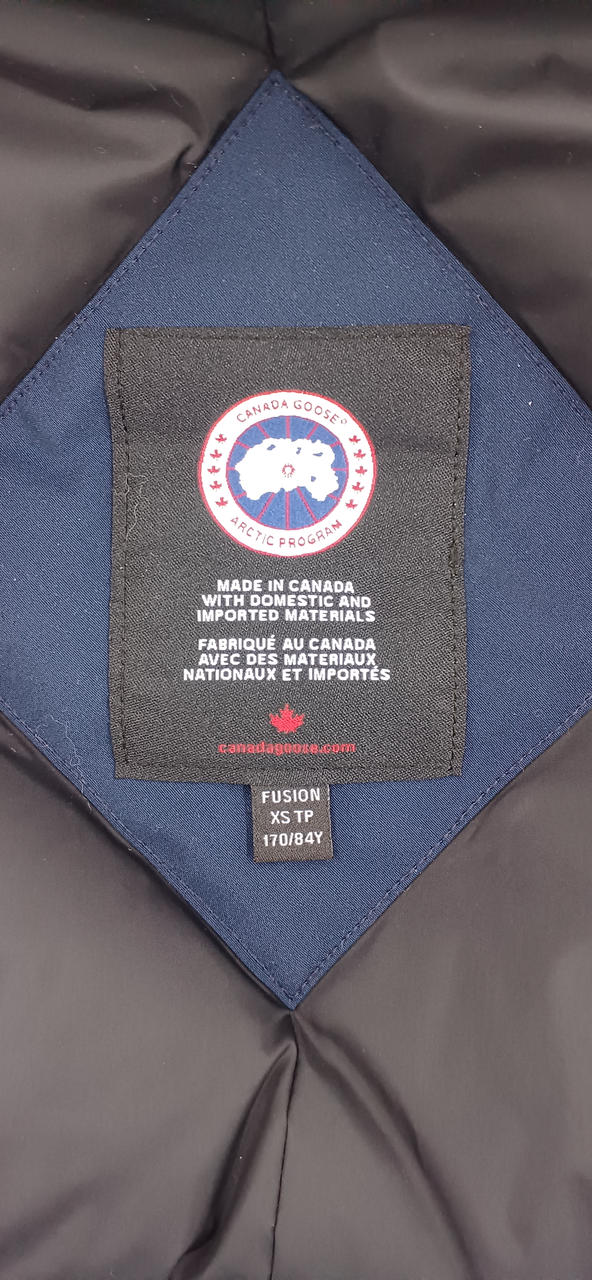 CANADA GOOSE®
ARCTIC PROGRAM
MADE IN CANADA
WITH DOMESTIC AND
IMPORTED MATERIALS
FABRIQUÉ AU CANADA
AVEC DES MATERIAUX
NATIONAUX ET IMPORTÉS
canadagoose.com
FUSION
XS TP
170/84Y